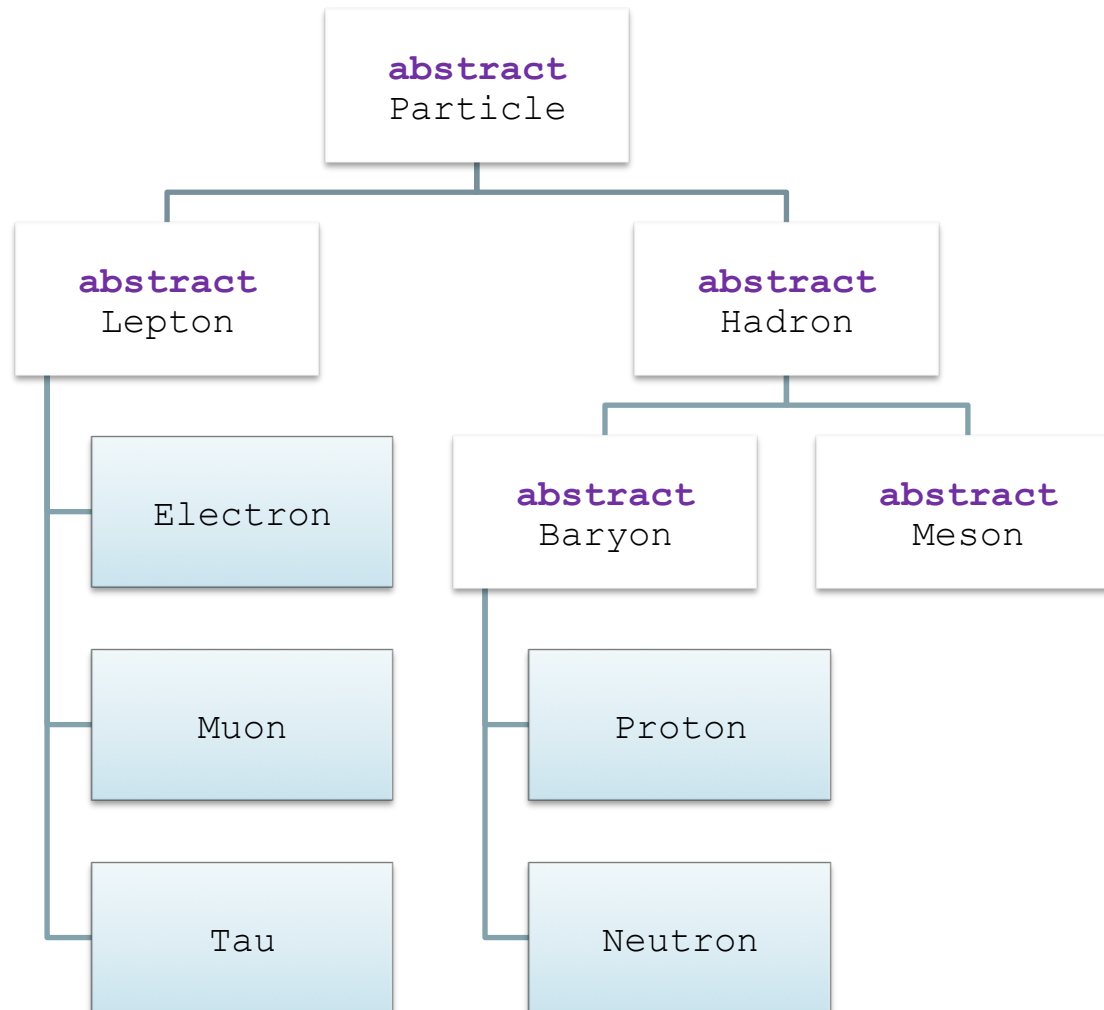 abstract
Particle
abstract
Lepton
abstract
Hadron
Electron
abstract
Baryon
abstract
Meson
Muon
Proton
Tau
Neutron